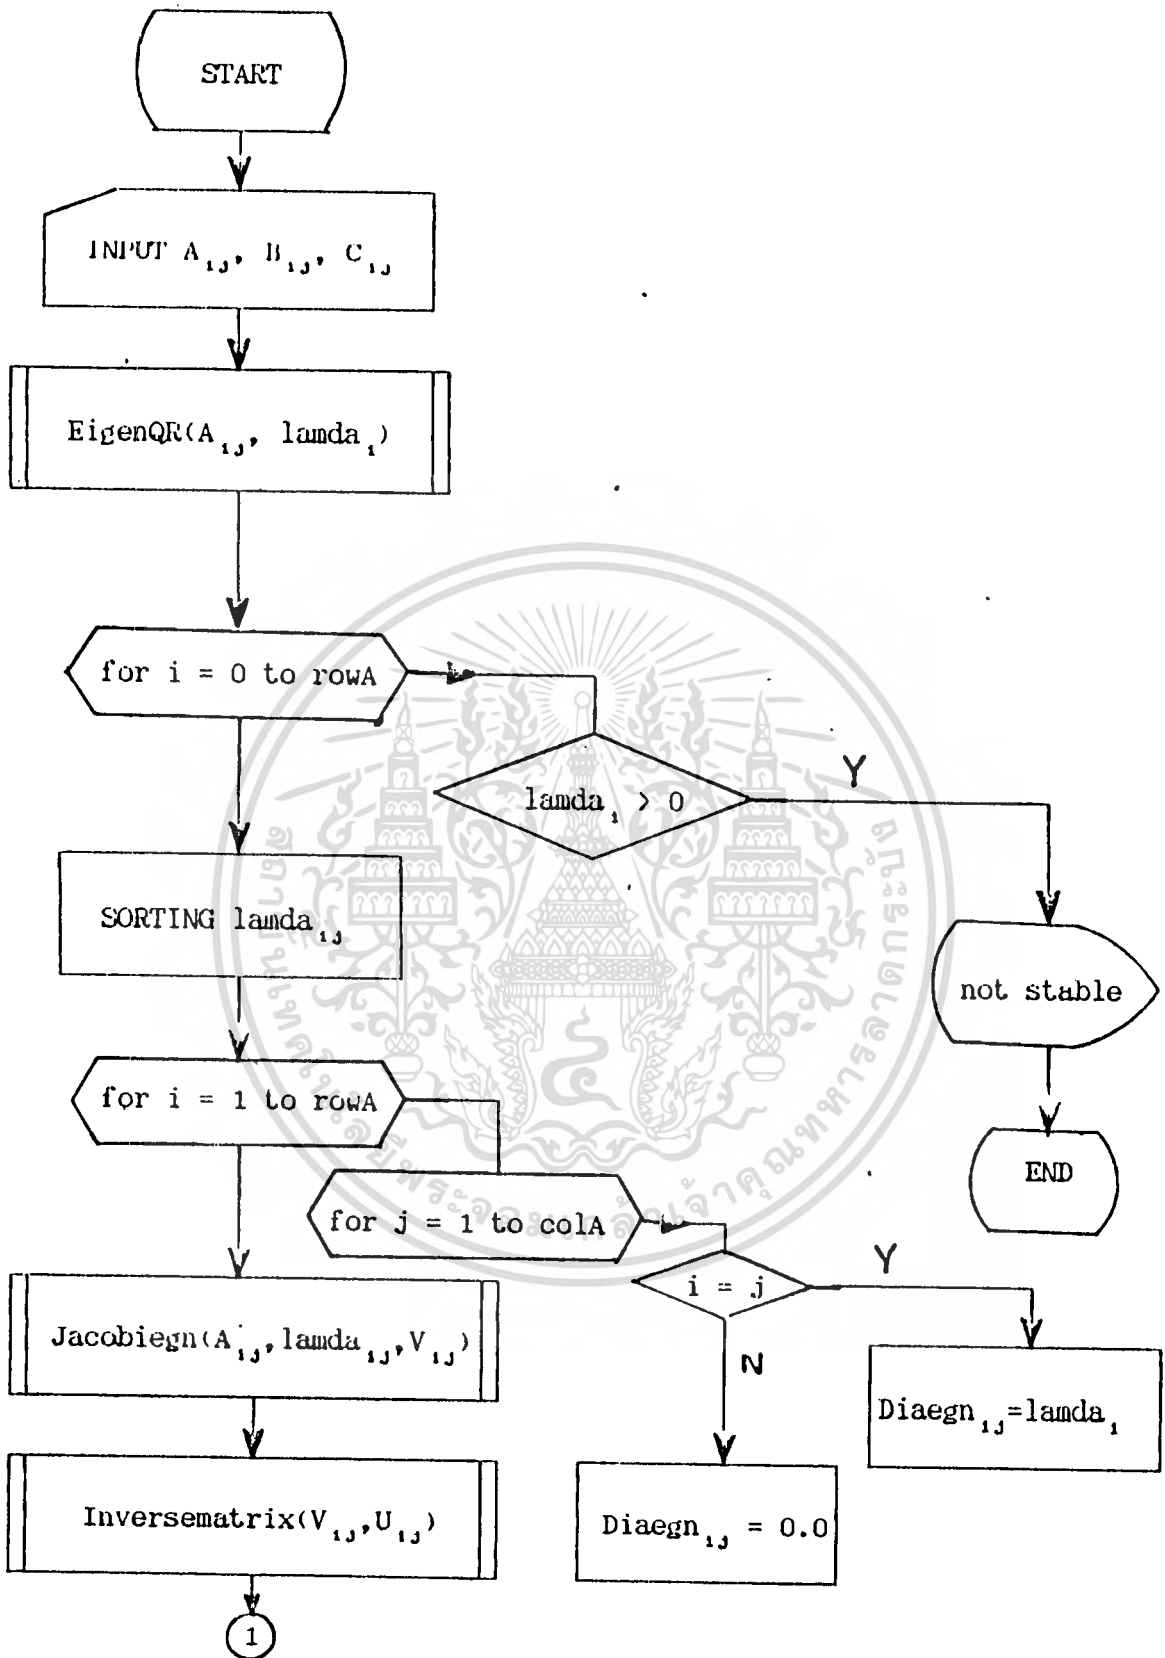 START
INPUT A_ij, B_ij, C_ij
EigenQR(A_ij, lamda_i)
for i = 0 to rowA
lamda_i > 0
Y
SORTING lamda_ij
not stable
for i = 1 to rowA
END
for j = 1 to colA
i = j
Y
Jacobiegn(A_ij,lamda_ij,V_ij)
N
Diaegn_ij=lamda_i
Inversematrix(V_ij,U_ij)
Diaegn_ij = 0.0
1